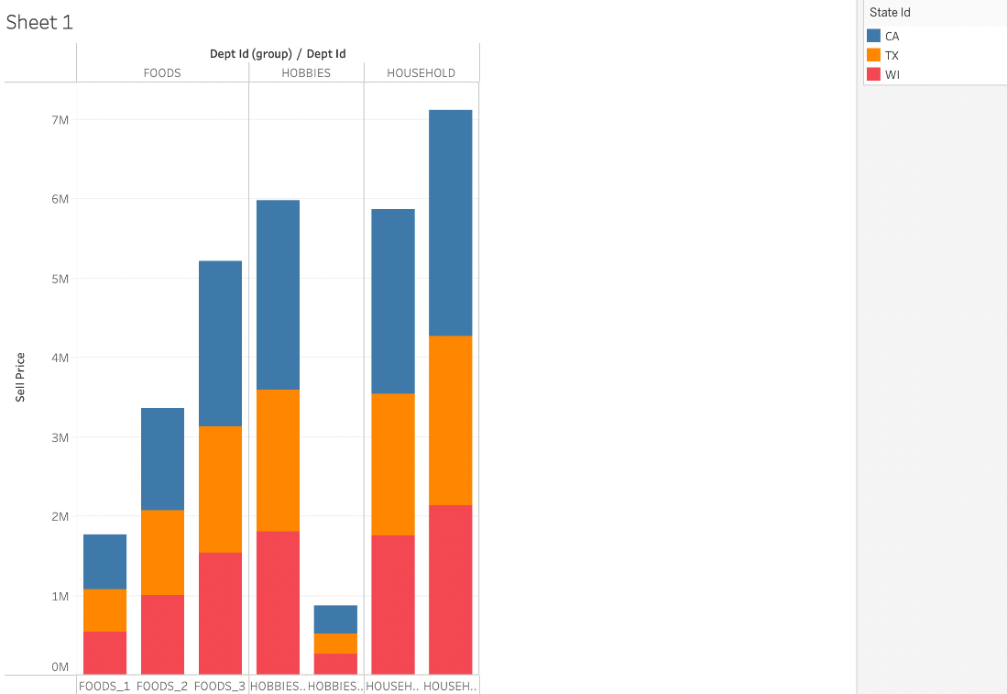 Sheet 1
State Id
CA
TX
WI
Dept Id (group) / Dept Id
FOODS HOBBIES HOUSEHOLD
7M
6M
5M
4M
3M
2M
1M
0M
Sell Price
FOODS_1 FOODS_2 FOODS_3 HOBBIES.. HOBBIES.. HOUSEH.. HOUSEH..